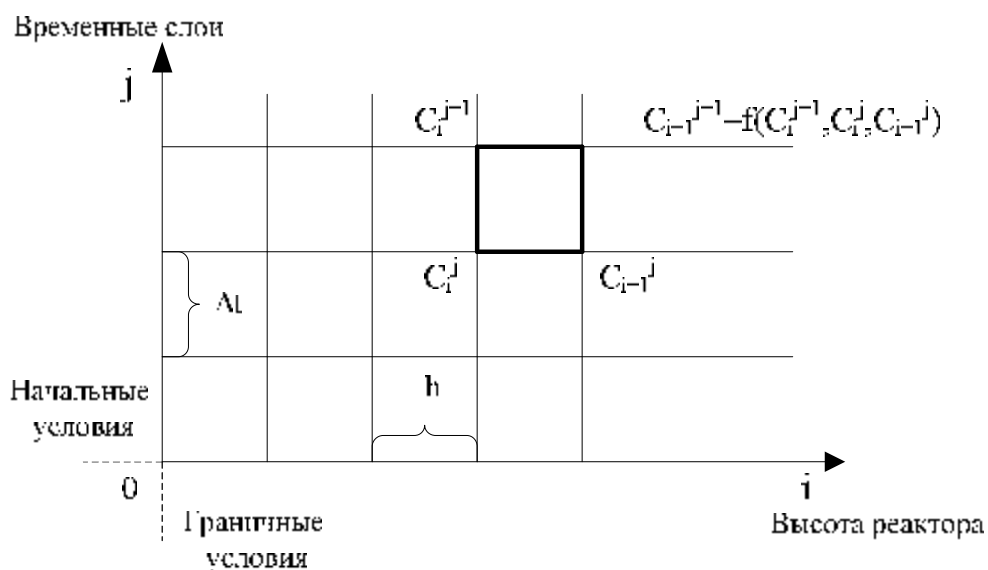 Временные слои
j
C_i^{j-1} C_{i-1}^{j-1}–f(C_i^{j-1},C_i^j,C_{i-1}^j)
C_i^j C_{i-1}^j
Δt
h
Начальные
условия
0
i
Граничные
условия
Высота реактора